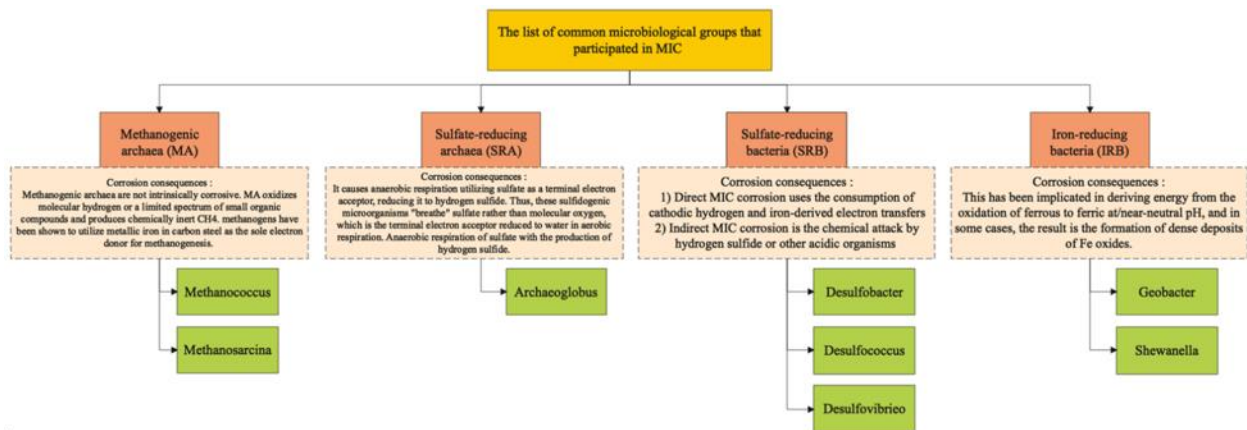 The list of common microbiological groups that
participated in MIC
Methanogenic
archaea (MA)
Corrosion consequences :
Methanogenic archaea are not intrinsically corrosive. MA oxidizes
molecular hydrogen or a limited spectrum of small organic
compounds and produces chemically inert CH4. methanogens have
been shown to utilize metallic iron in carbon steel as the sole electron
donor for methanogenesis.
Methanococcus
Methanosarcina
Sulfate-reducing
archaea (SRA)
Corrosion consequences :
It causes anaerobic respiration utilizing sulfate as a terminal electron
acceptor, reducing it to hydrogen sulfide. Thus, these sulfidogenic
microorganisms "breathe" sulfate rather than molecular oxygen,
which is the terminal electron acceptor reduced to water in aerobic
respiration. Anaerobic respiration of sulfate with the production of
hydrogen sulfide.
Archaeoglobus
Sulfate-reducing
bacteria (SRB)
Corrosion consequences :
1) Direct MIC corrosion uses the consumption of
cathodic hydrogen and iron-derived electron transfers
2) Indirect MIC corrosion is the chemical attack by
hydrogen sulfide or other acidic organisms
Desulfobacter
Desulfococcus
Desulfovibrieo
Iron-reducing
bacteria (IRB)
Corrosion consequences :
This has been implicated in deriving energy from the
oxidation of ferrous to ferric at/near-neutral pH, and in
some cases, the result is the formation of dense deposits
of Fe oxides.
Geobacter
Shewanella